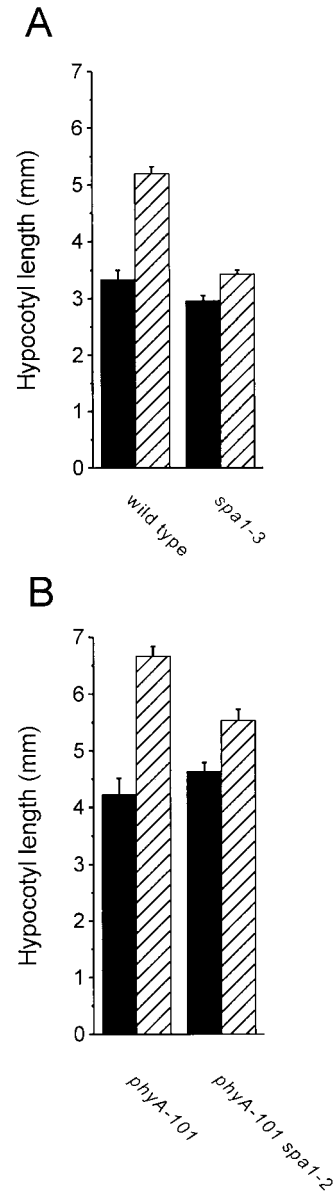 A
7
6
5
4
3
2
1
0
Hypocotyl length (mm)
wild type
spa1-3
B
7
6
5
4
3
2
1
0
Hypocotyl length (mm)
phyA-101
phyA-101 spa1-2